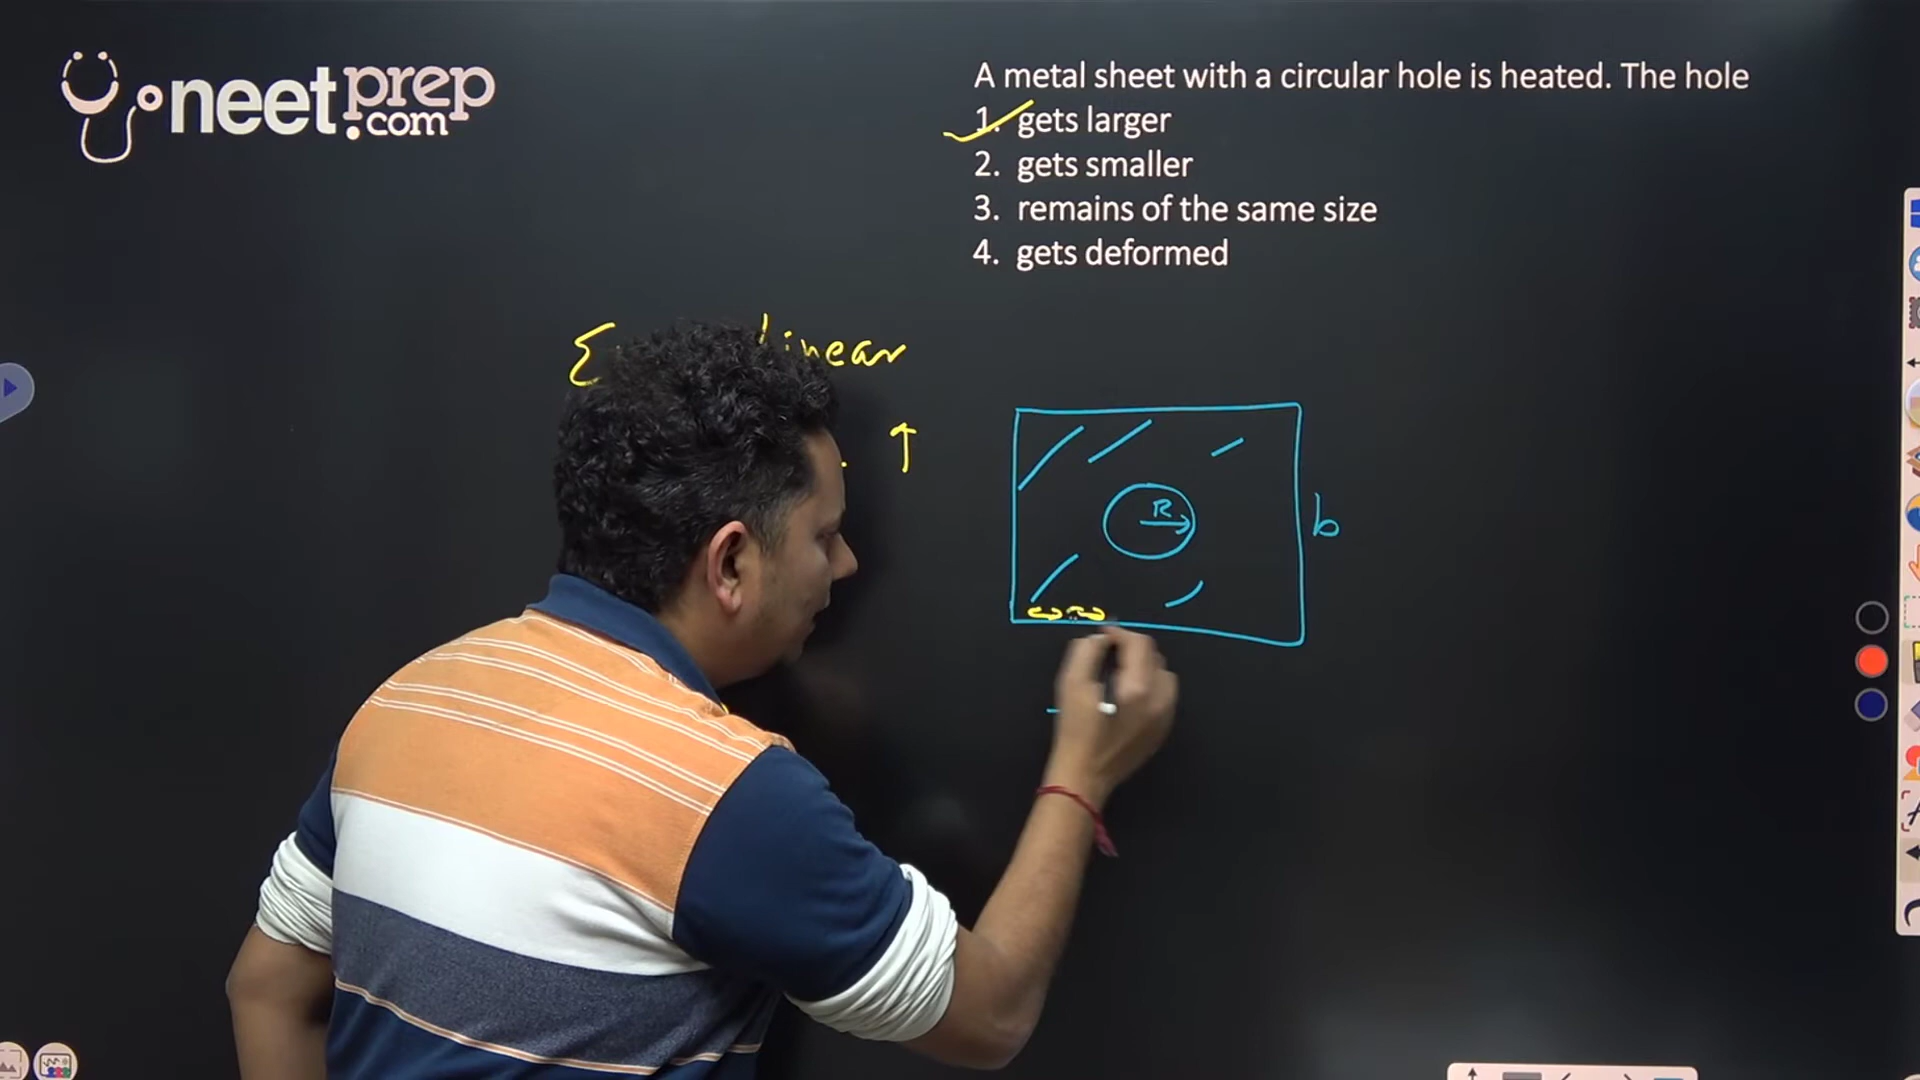 neetprep
.com
A metal sheet with a circular hole is heated. The hole
1. gets larger
2. gets smaller
3. remains of the same size
4. gets deformed
linear
↑
R
b